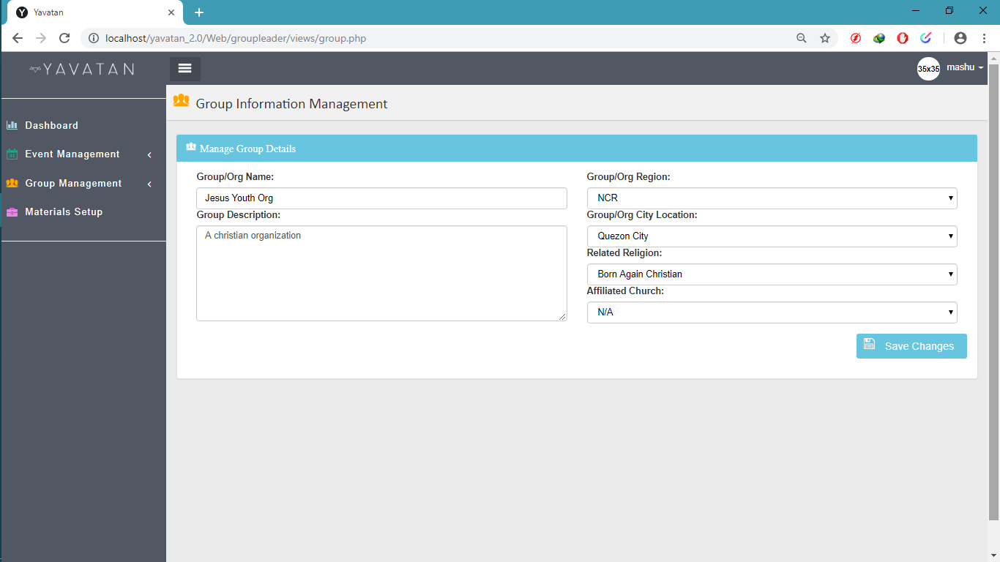 Yavatan
localhost/yavatan_2.0/Web/groupleader/views/group.php
YAVATAN
35x35
mashu
Group Information Management
Dashboard
Event Management
Group Management
Materials Setup
Manage Group Details
Group/Org Name:
Jesus Youth Org
Group Description:
A christian organization
Group/Org Region:
NCR
Group/Org City Location:
Quezon City
Related Religion:
Born Again Christian
Affiliated Church:
N/A
Save Changes